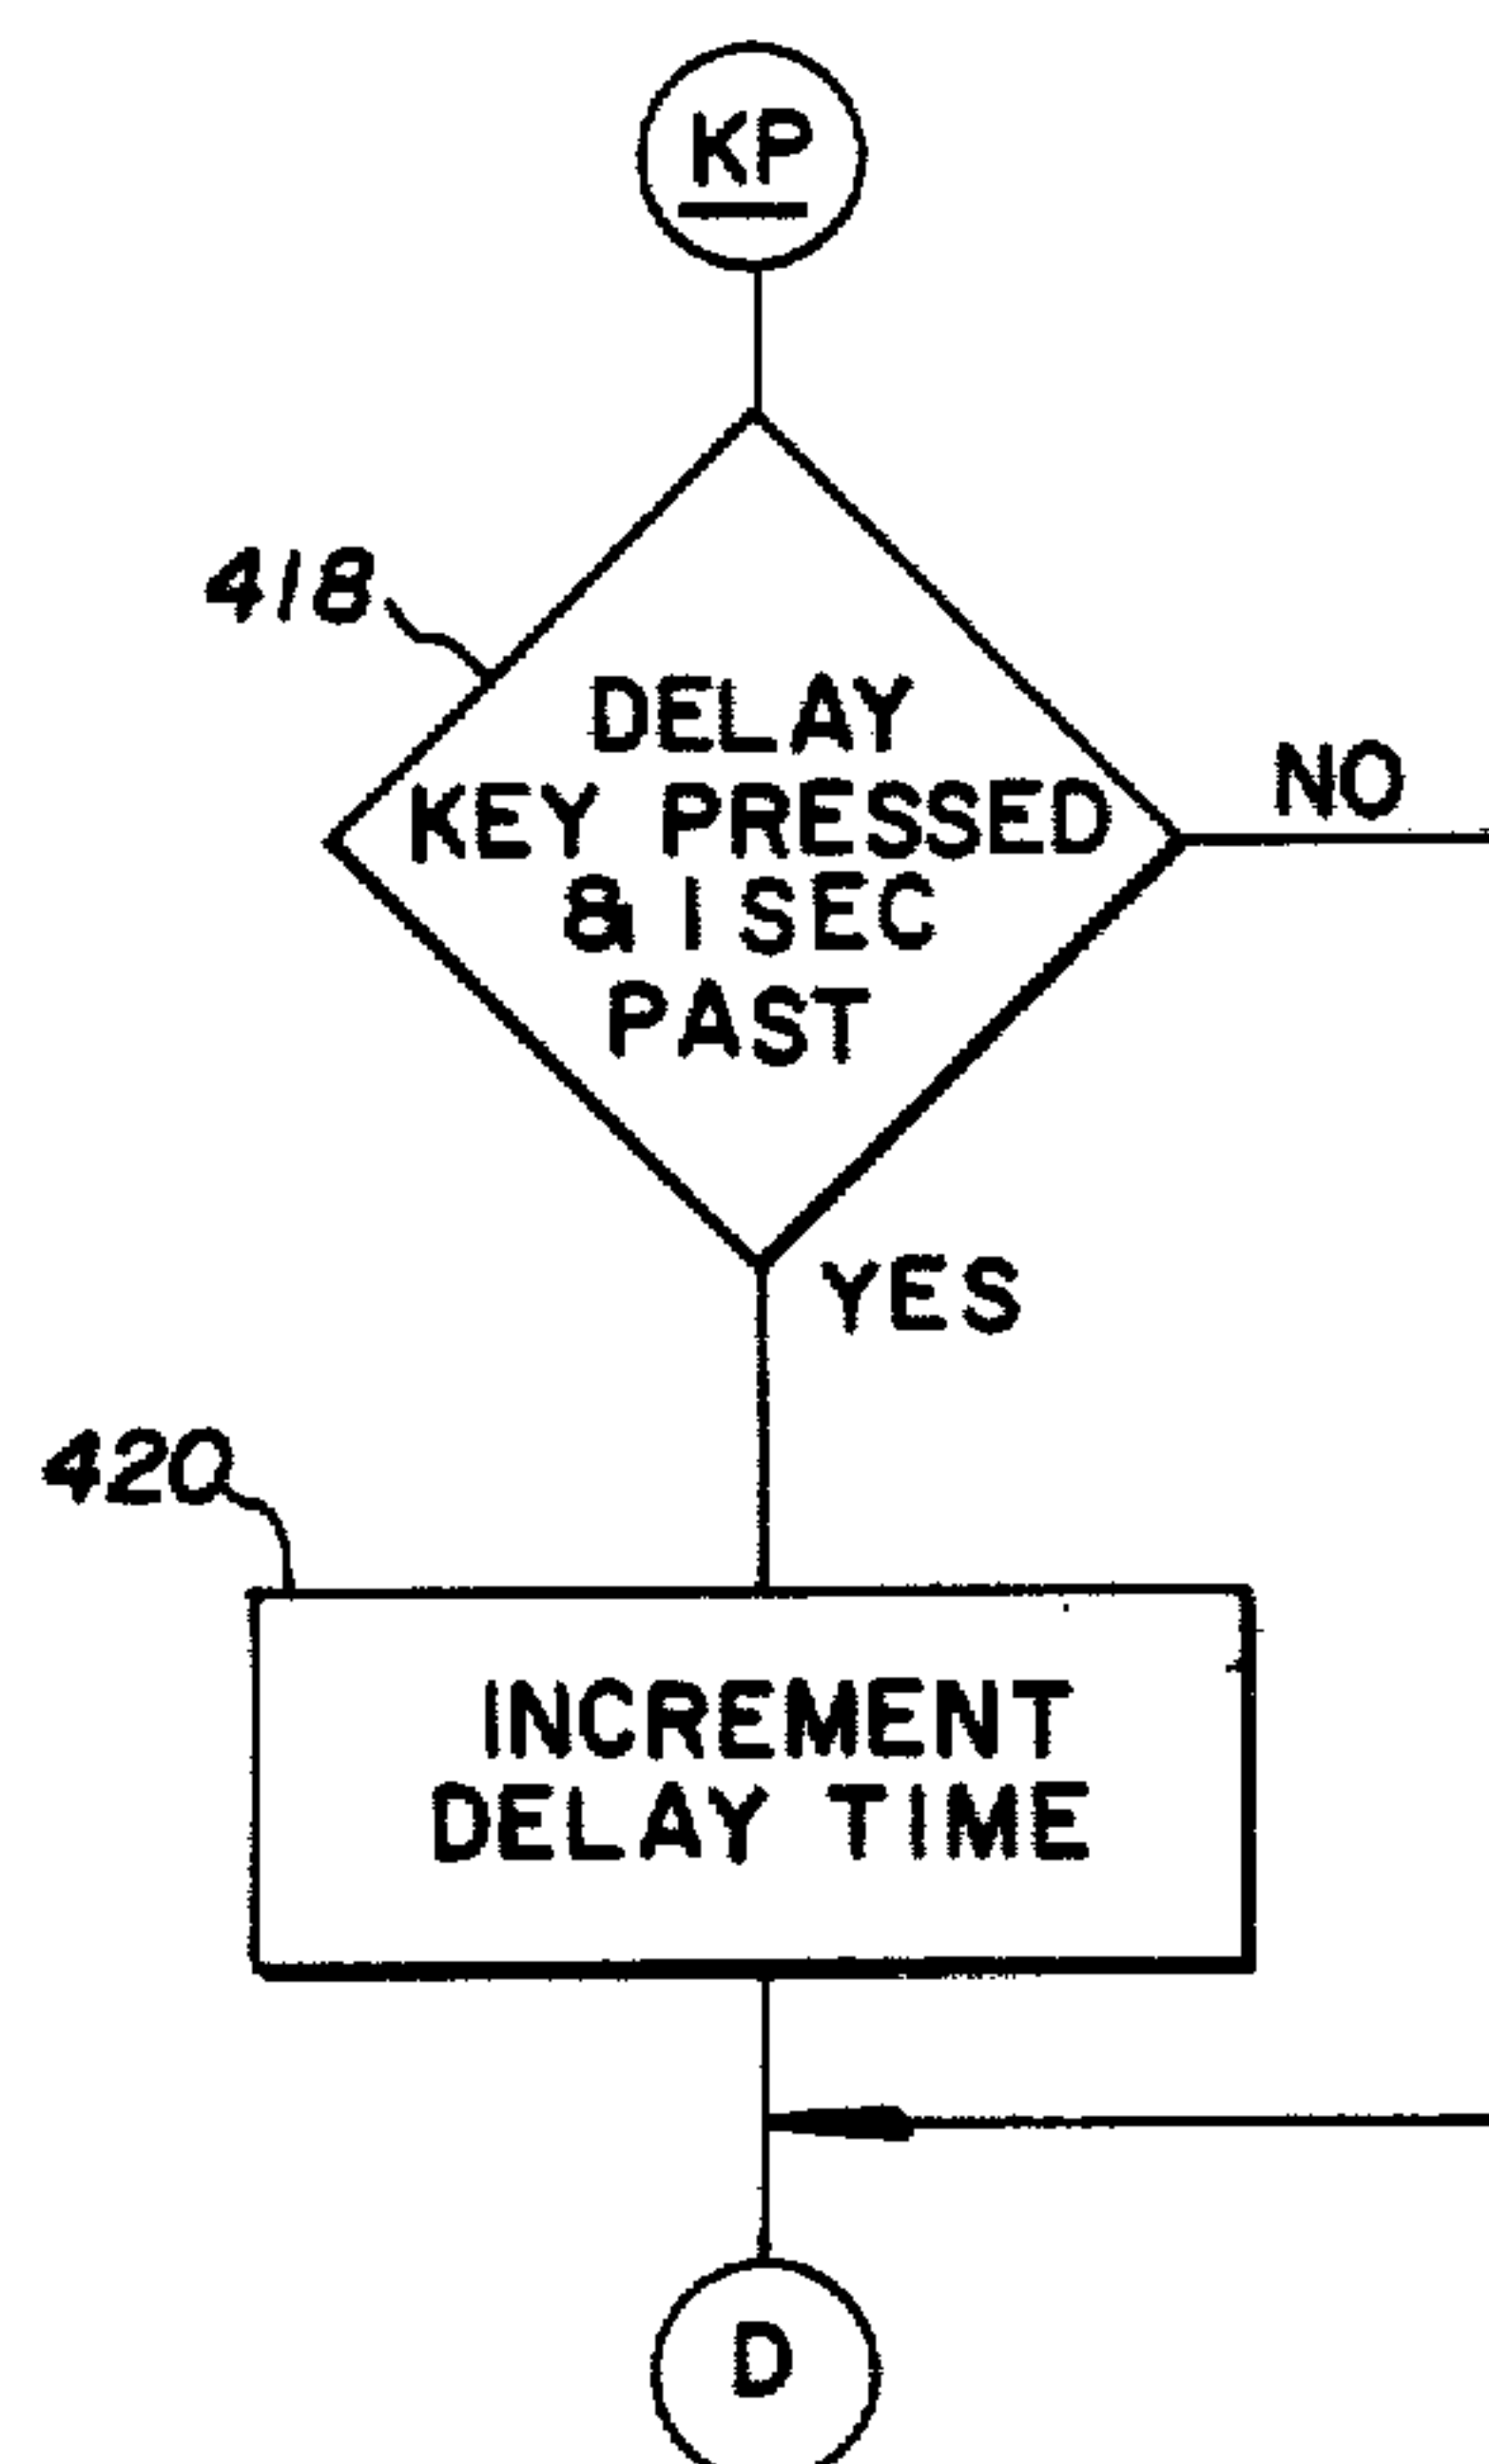 KP
418
DELAY
KEY PRESSED
& 1 SEC
PAST
NO
YES
420
INCREMENT
DELAY TIME
D